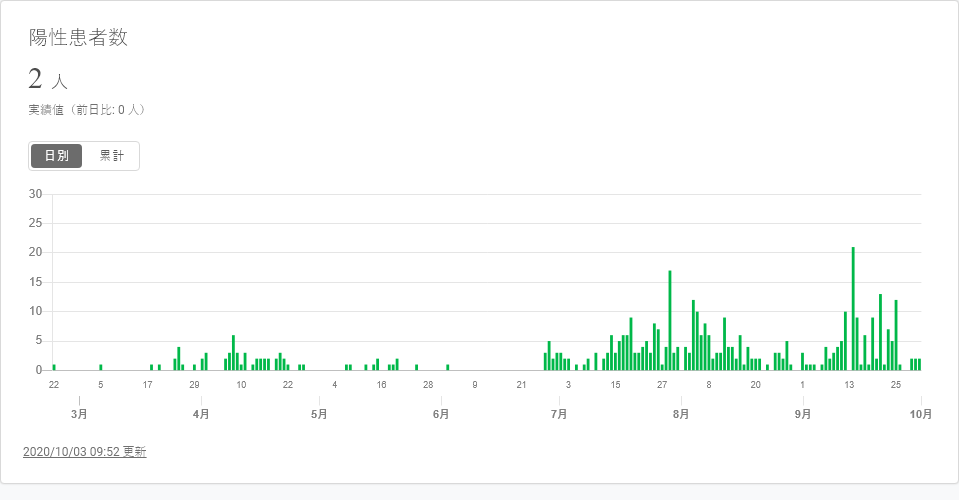 陽性患者数
2 人
実績値（前日比: 0 人）
日別 累計
30
25
20
15
10
5
0
22 5 17 29 10 22 4 16 28 9 21 3 15 27 8 20 1 13 25
3月 4月 5月 6月 7月 8月 9月 10月
2020/10/03 09:52 更新